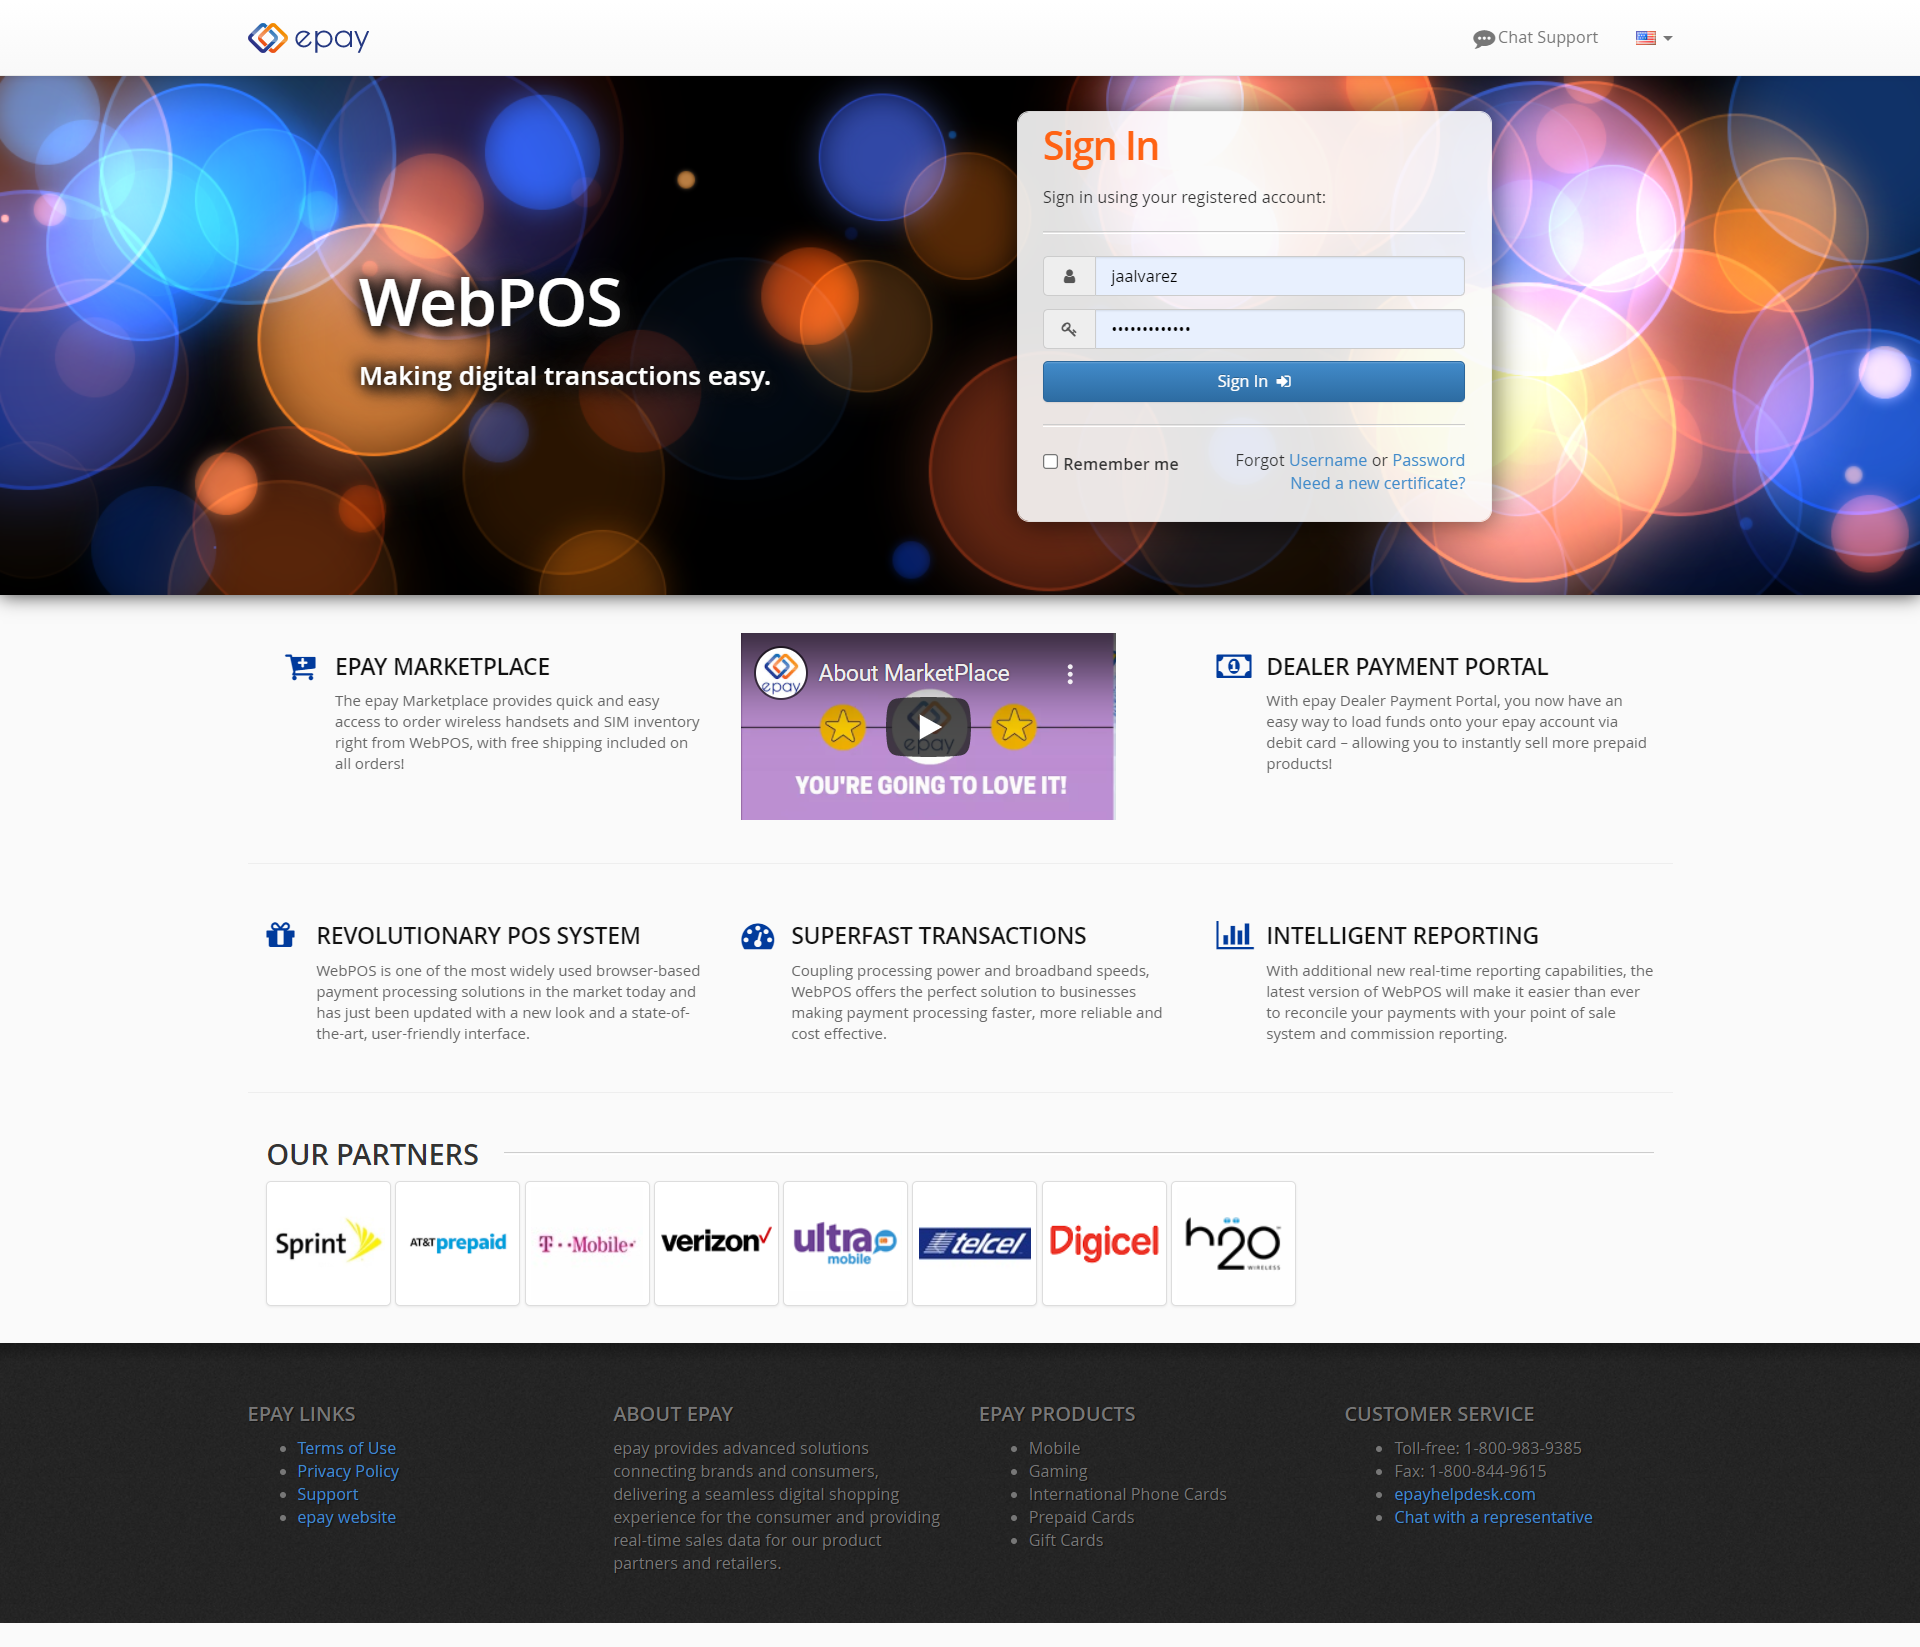 epay
Chat Support
Sign In
Sign in using your registered account:
jaalvarez
•••••••••••••
Sign In
Remember me
Forgot Username or Password
Need a new certificate?
WebPOS
Making digital transactions easy.
EPAY MARKETPLACE
The epay Marketplace provides quick and easy
access to order wireless handsets and SIM inventory
right from WebPOS, with free shipping included on
all orders!
epay
About MarketPlace
epay
YOU'RE GOING TO LOVE IT!
DEALER PAYMENT PORTAL
With epay Dealer Payment Portal, you now have an
easy way to load funds onto your epay account via
debit card – allowing you to instantly sell more prepaid
products!
REVOLUTIONARY POS SYSTEM
WebPOS is one of the most widely used browser-based
payment processing solutions in the market today and
has just been updated with a new look and a state-of-
the-art, user-friendly interface.
SUPERFAST TRANSACTIONS
Coupling processing power and broadband speeds,
WebPOS offers the perfect solution to businesses
making payment processing faster, more reliable and
cost effective.
INTELLIGENT REPORTING
With additional new real-time reporting capabilities, the
latest version of WebPOS will make it easier than ever
to reconcile your payments with your point of sale
system and commission reporting.
OUR PARTNERS
Sprint
AT&T prepaid
T··Mobile·
verizon
ultra
mobile
telcel
Digicel
h2o
WIRELESS
EPAY LINKS
Terms of Use
Privacy Policy
Support
epay website
ABOUT EPAY
epay provides advanced solutions
connecting brands and consumers,
delivering a seamless digital shopping
experience for the consumer and providing
real-time sales data for our product
partners and retailers.
EPAY PRODUCTS
Mobile
Gaming
International Phone Cards
Prepaid Cards
Gift Cards
CUSTOMER SERVICE
Toll-free: 1-800-983-9385
Fax: 1-800-844-9615
epayhelpdesk.com
Chat with a representative